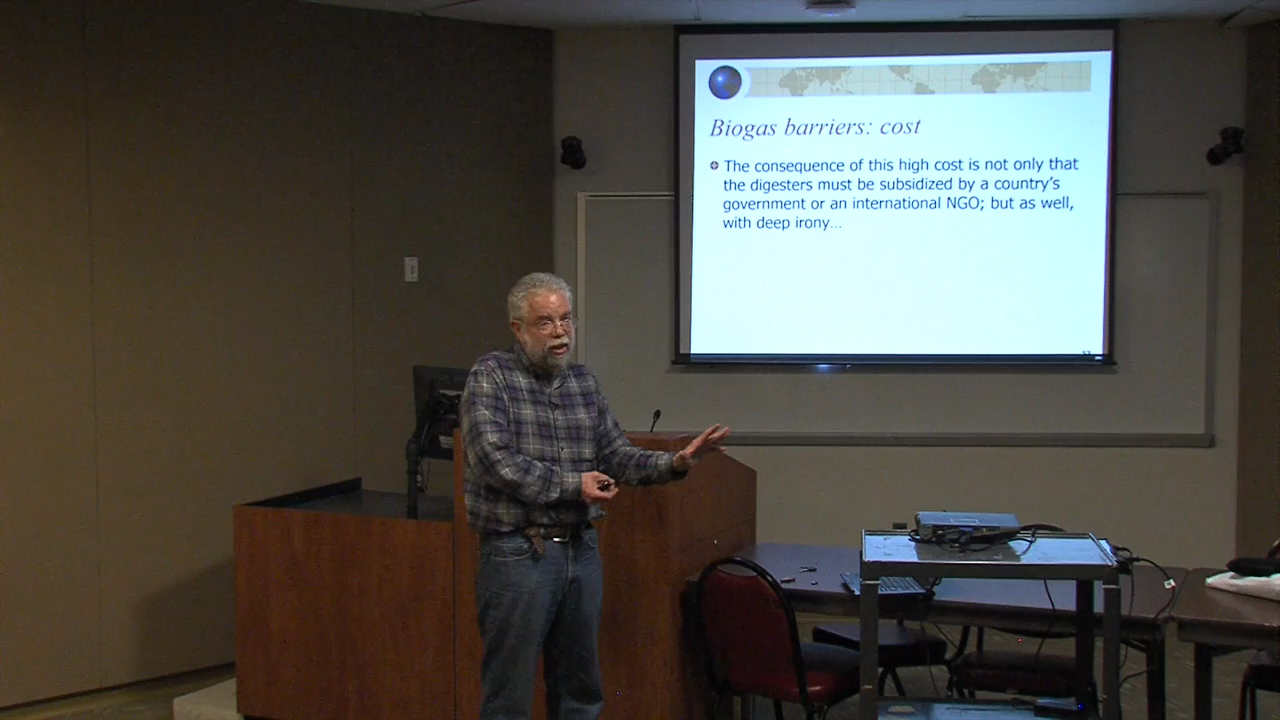 Biogas barriers: cost
The consequence of this high cost is not only that
the digesters must be subsidized by a country's
government or an international NGO; but as well,
with deep irony...